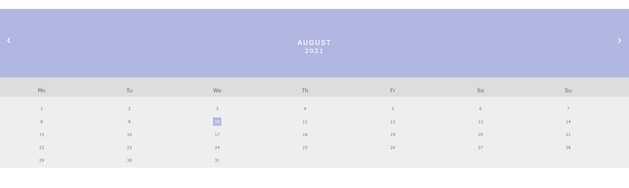 AUGUST
2021
‹ ›
Mo Tu We Th Fr Sa Su
1 2 3 4 5 6 7
8 9 10 11 12 13 14
15 16 17 18 19 20 21
22 23 24 25 26 27 28
29 30 31